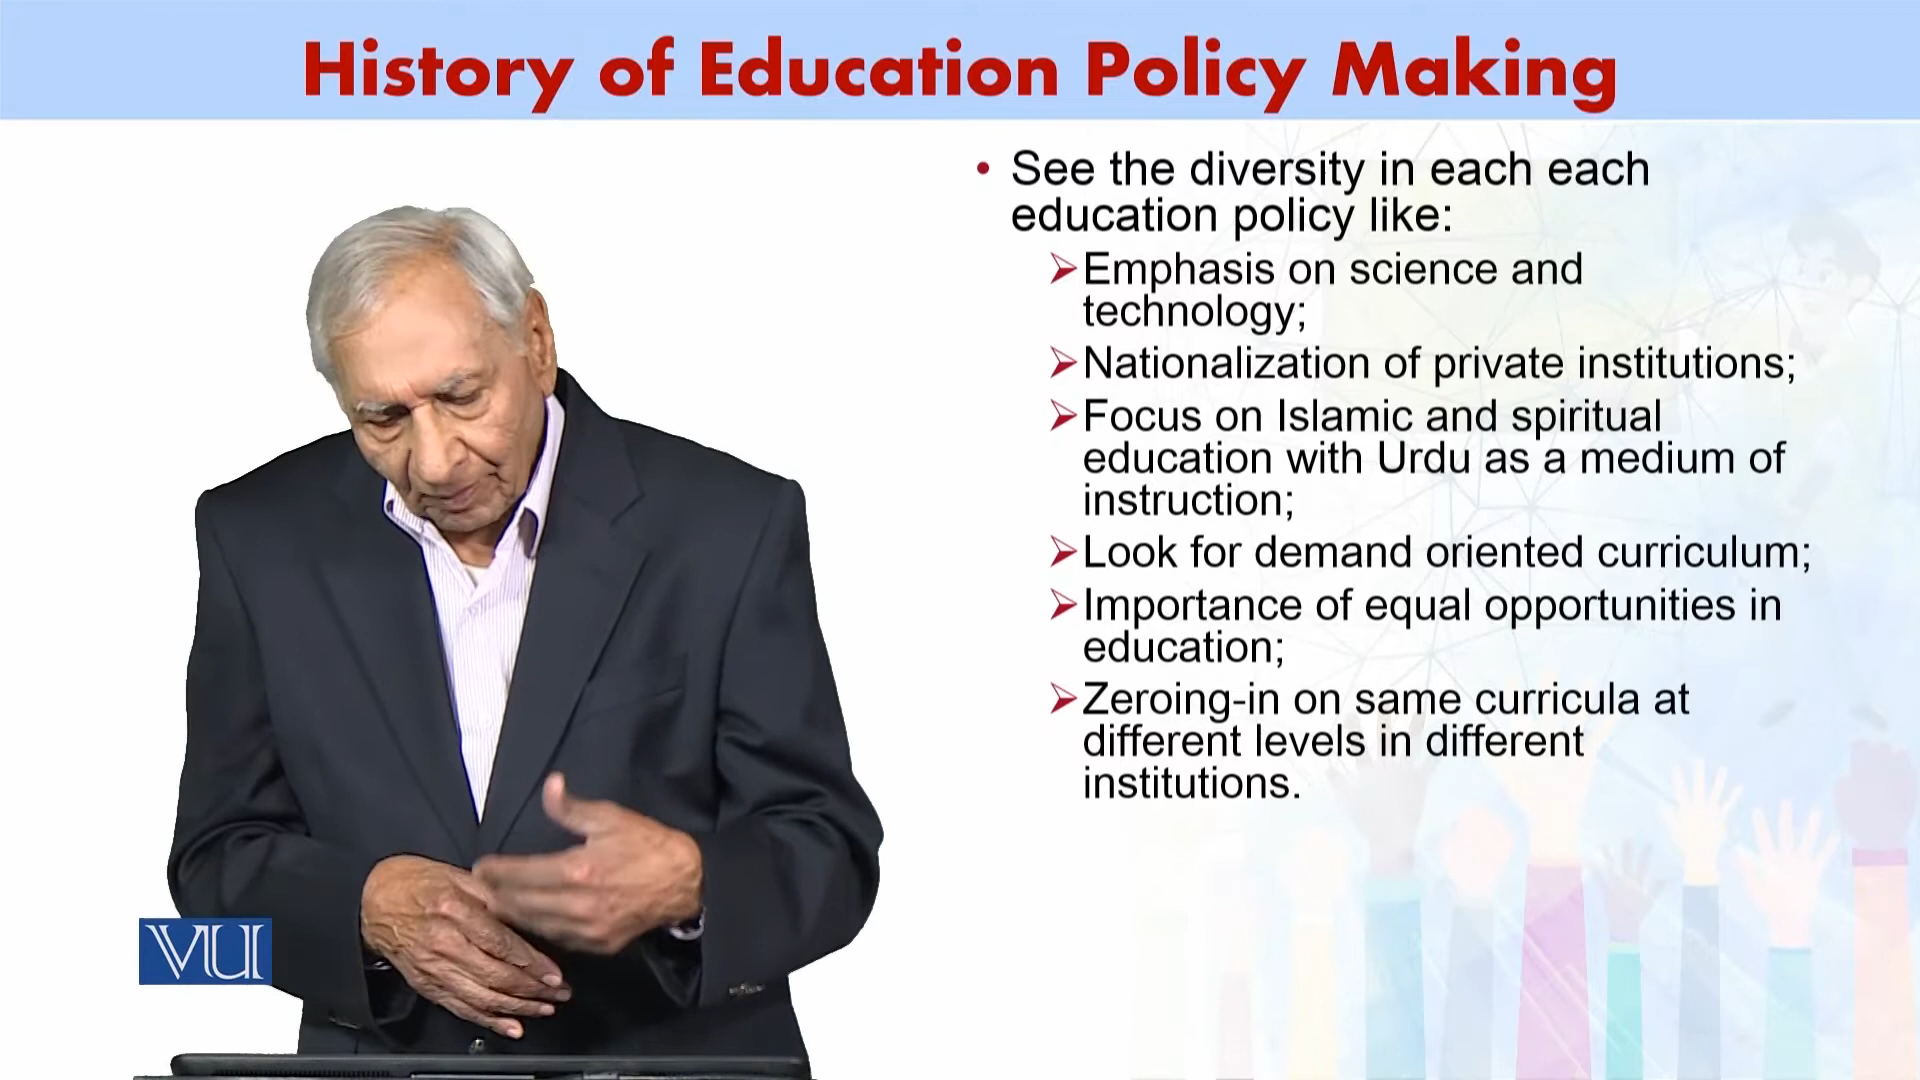 History of Education Policy Making
• See the diversity in each each
education policy like:
➢Emphasis on science and
technology;
➢Nationalization of private institutions;
➢Focus on Islamic and spiritual
education with Urdu as a medium of
instruction;
➢Look for demand oriented curriculum;
➢Importance of equal opportunities in
education;
➢Zeroing-in on same curricula at
different levels in different
institutions.
VU